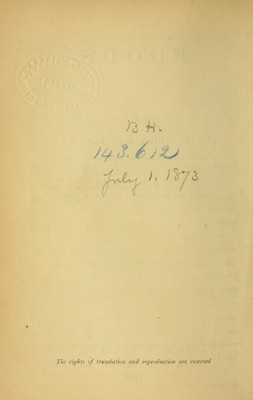 B.H.
143.612
July 1. 1873
The rights of translation and reproduction are reserved